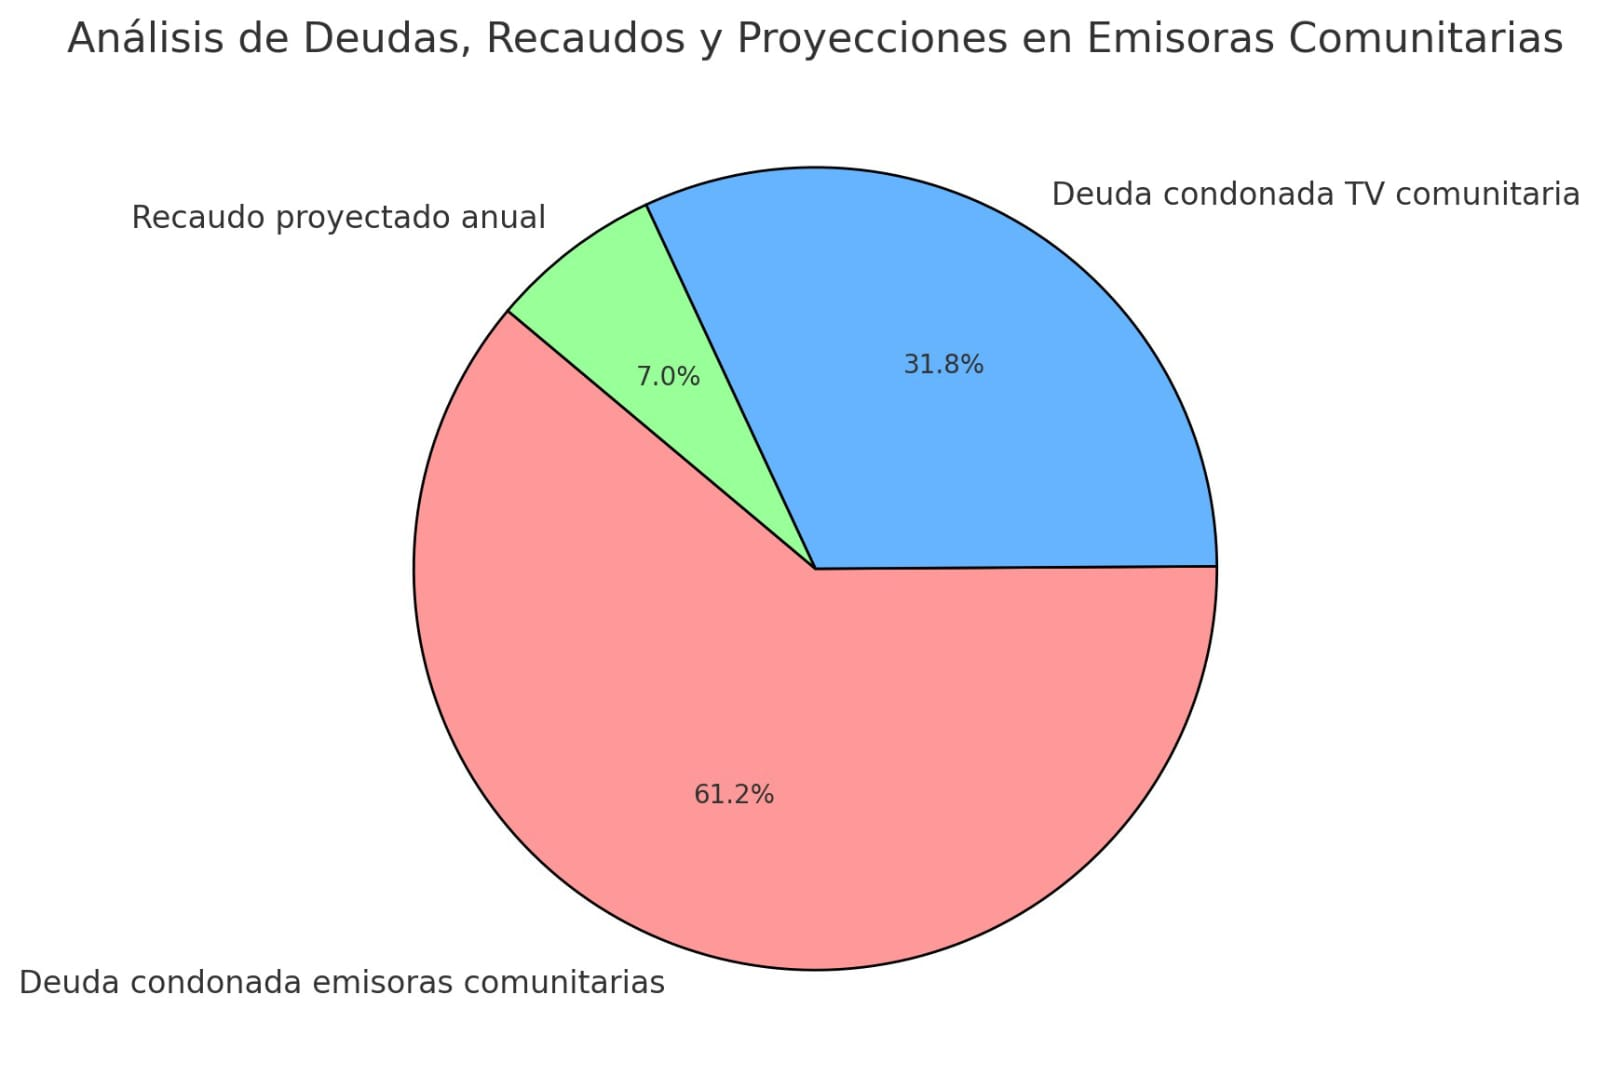 Análisis de Deudas, Recaudos y Proyecciones en Emisoras Comunitarias
Deuda condonada TV comunitaria
Recaudo proyectado anual
31.8%
7.0%
61.2%
Deuda condonada emisoras comunitarias